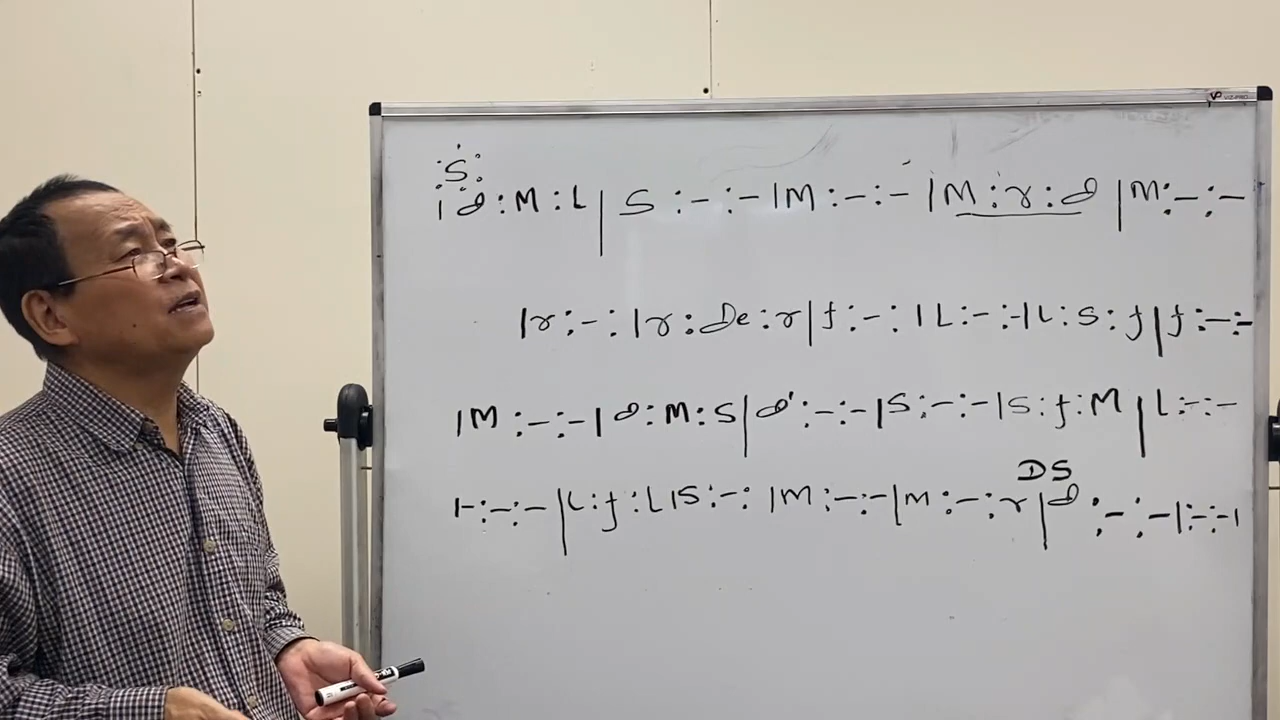 S
| d : M : L | S : - : - | M : - : - | M : r : d | M : - : -
| r : - : | r : De : r | f : - : | L : - : - | L : S : f | f : - : -
| M : - : - | d : M : S | d' : - : - | S : - : - | S : f : M | L : - : -
DS
- : - : - | L : f : L | S : - : | M : - : - | M : - : r | d : - : - | - : - : |